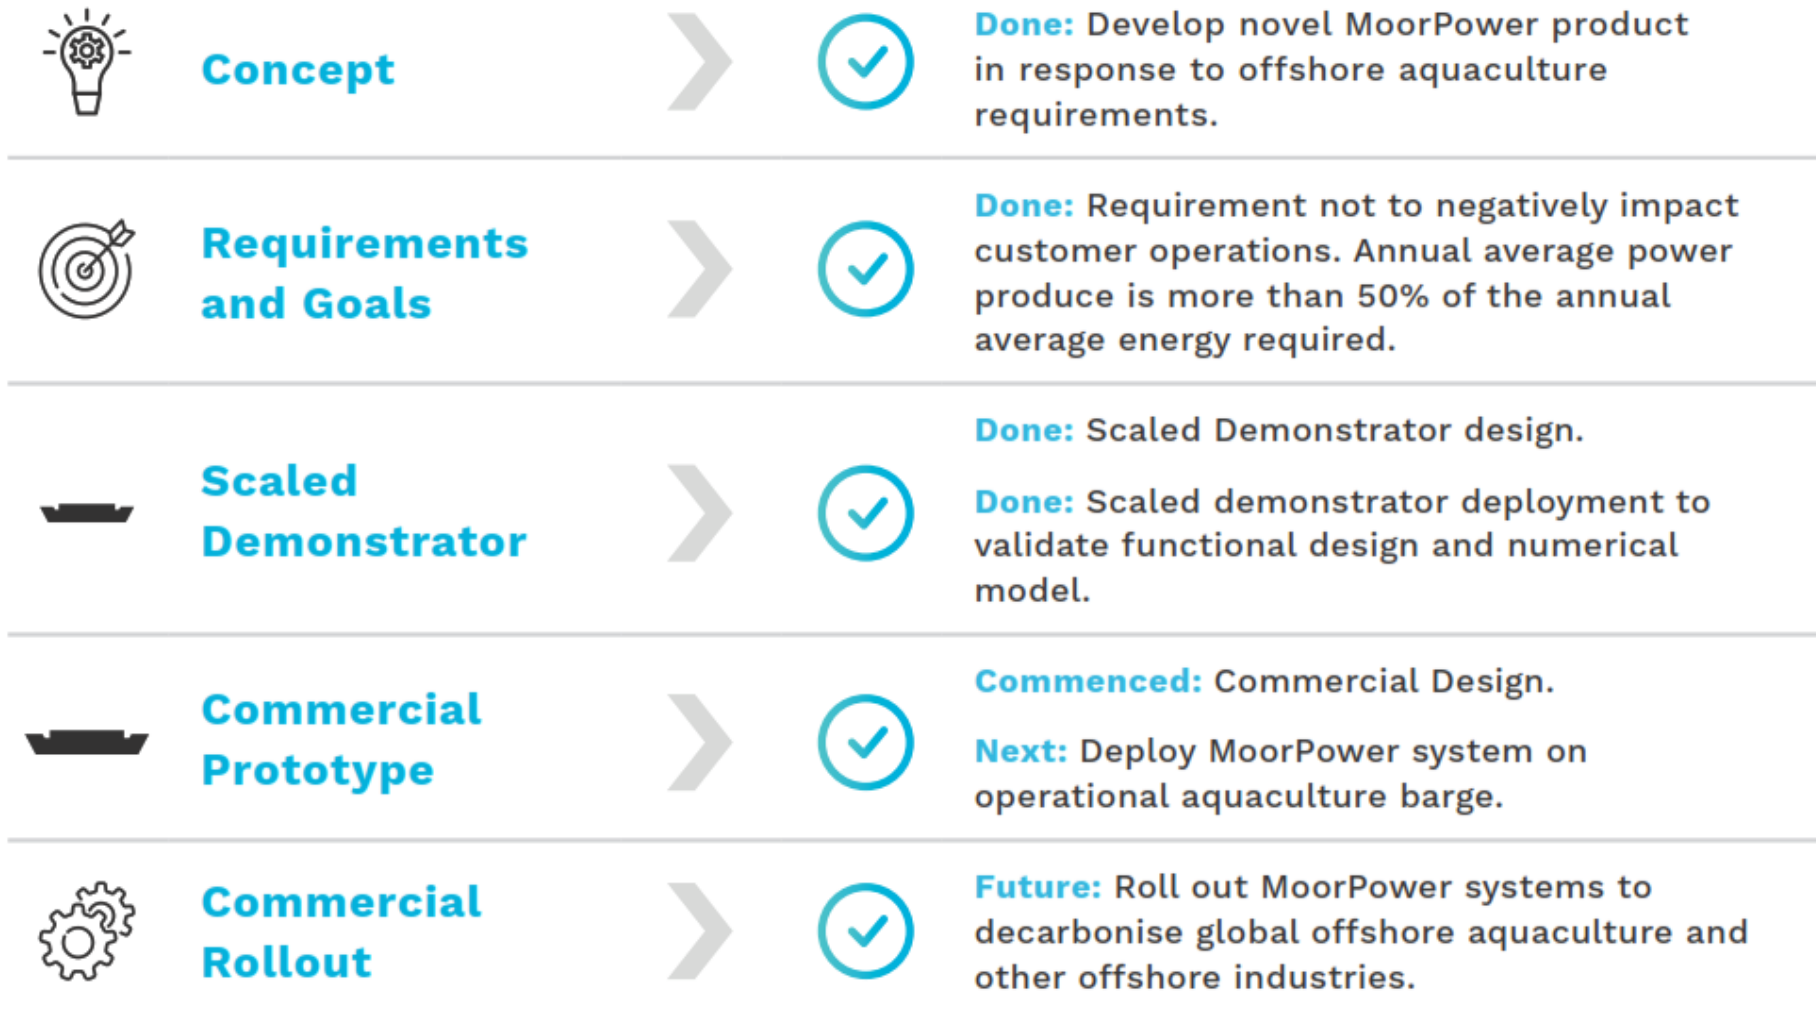 Concept
Done: Develop novel MoorPower product
in response to offshore aquaculture
requirements.
Requirements
and Goals
Done: Requirement not to negatively impact
customer operations. Annual average power
produce is more than 50% of the annual
average energy required.
Scaled
Demonstrator
Done: Scaled Demonstrator design.
Done: Scaled demonstrator deployment to
validate functional design and numerical
model.
Commercial
Prototype
Commenced: Commercial Design.
Next: Deploy MoorPower system on
operational aquaculture barge.
Commercial
Rollout
Future: Roll out MoorPower systems to
decarbonise global offshore aquaculture and
other offshore industries.